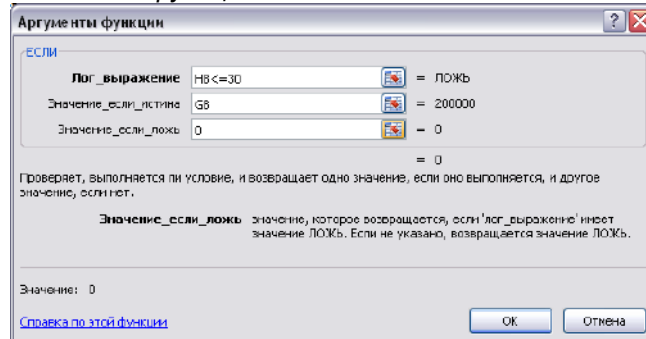 Аргументы функции
ЕСЛИ
Лог_выражение H8<=30 = ЛОЖЬ
Значение_если_истина G8 = 200000
Значение_если_ложь 0 = 0
= 0
Проверяет, выполняется ли условие, и возвращает одно значение, если оно выполняется, и другое
значение, если нет.
Значение_если_ложь значение, которое возвращается, если 'лог_выражение' имеет
значение ЛОЖЬ. Если не указано, возвращается значение ЛОЖЬ.
Значение: 0
Справка по этой функции
ОК Отмена